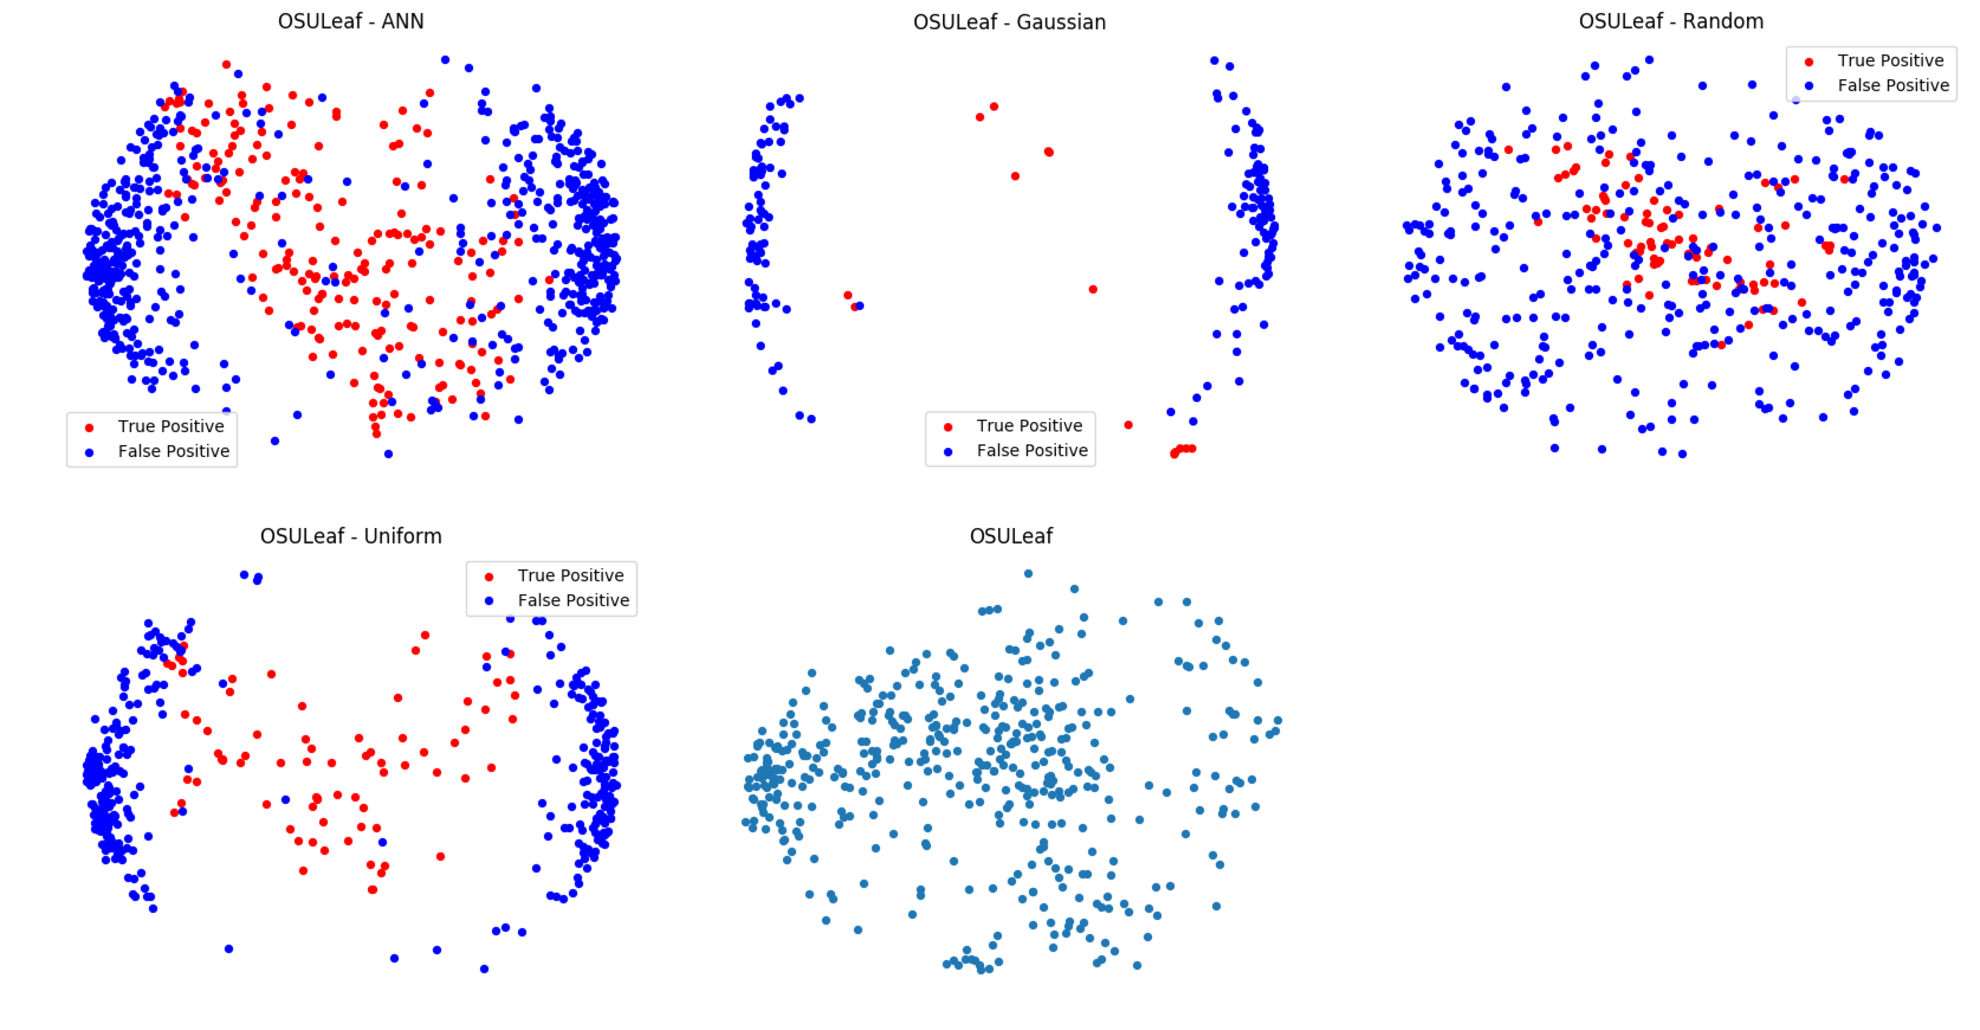 OSULeaf - ANN
True Positive
False Positive
OSULeaf - Gaussian
True Positive
False Positive
OSULeaf - Random
True Positive
False Positive
OSULeaf - Uniform
True Positive
False Positive
OSULeaf